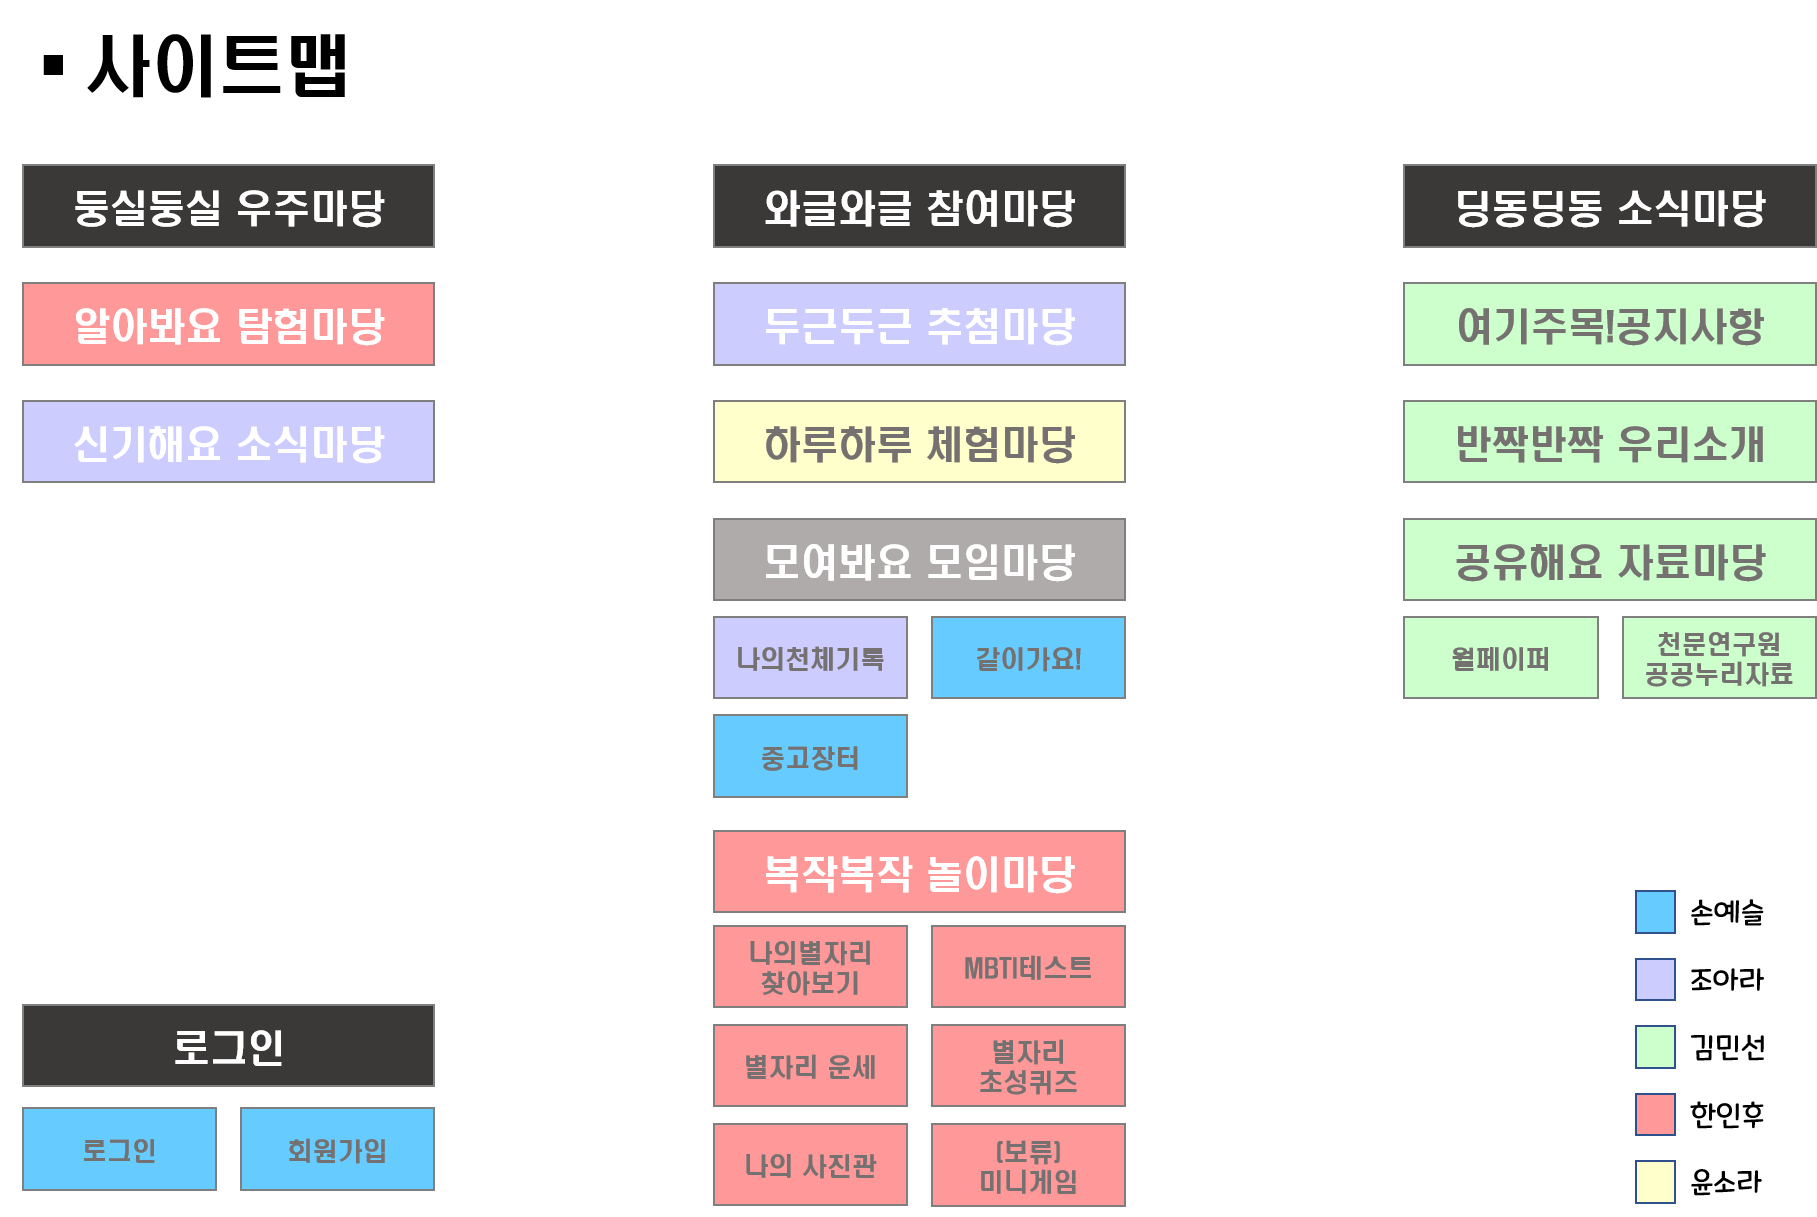 ▪ 사이트맵
둥실둥실 우주마당
알아봐요 탐험마당
신기해요 소식마당
와글와글 참여마당
두근두근 추첨마당
하루하루 체험마당
모여봐요 모임마당
나의천체기록
같이가요!
중고장터
복작복작 놀이마당
나의별자리
찾아보기
MBTI테스트
별자리 운세
별자리
초성퀴즈
나의 사진관
(보류)
미니게임
딩동딩동 소식마당
여기주목!공지사항
반짝반짝 우리소개
공유해요 자료마당
월페이퍼
천문연구원
공공누리자료
로그인
로그인
회원가입
손예슬
조아라
김민선
한인후
윤소라